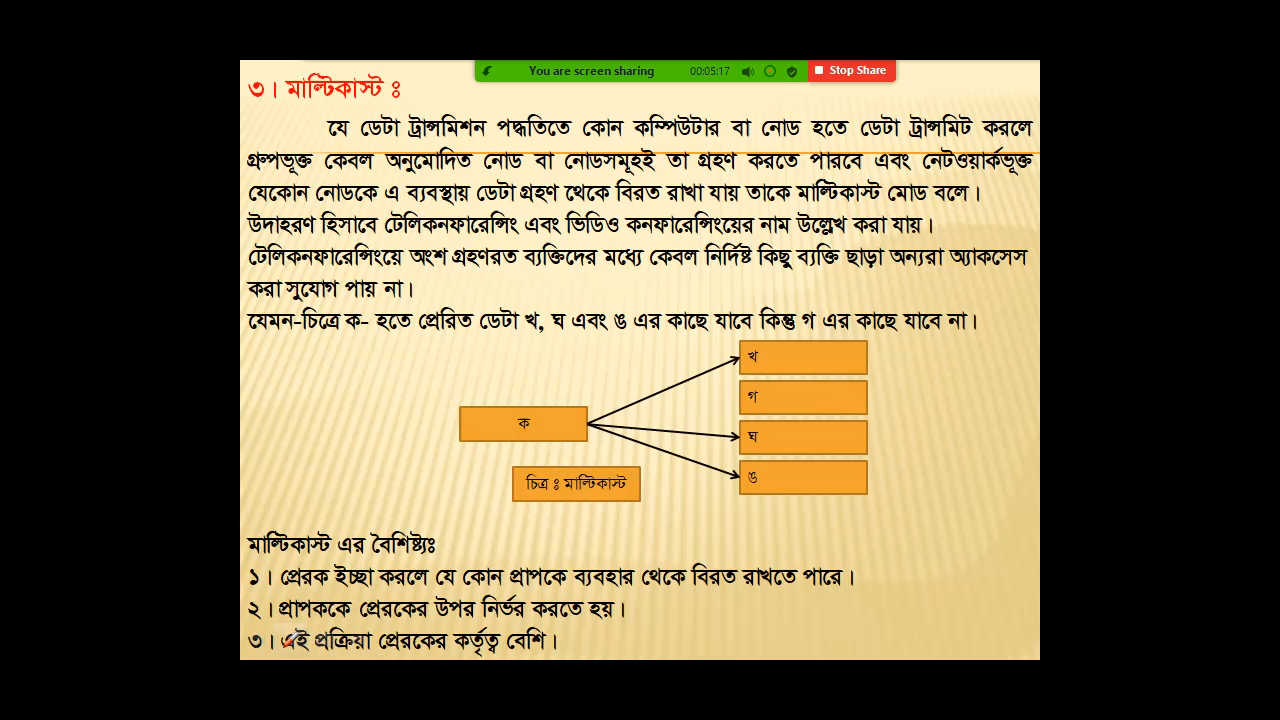 You are screen sharing 00:05:17 Stop Share
৩। মাল্টিকাস্ট ঃ
যে ডেটা ট্রান্সমিশন পদ্ধতিতে কোন কম্পিউটার বা নোড হতে ডেটা ট্রান্সমিট করলে
গ্রুপভূক্ত কেবল অনুমোদিত নোড বা নোডসমূহই তা গ্রহণ করতে পারবে এবং নেটওয়ার্কভূক্ত
যেকোন নোডকে এ ব্যবস্থায় ডেটা গ্রহণ থেকে বিরত রাখা যায় তাকে মাল্টিকাস্ট মোড বলে।
উদাহরণ হিসাবে টেলিকনফারেন্সিং এবং ভিডিও কনফারেন্সিংয়ের নাম উল্লেখ করা যায়।
টেলিকনফারেন্সিংয়ে অংশ গ্রহণরত ব্যক্তিদের মধ্যে কেবল নির্দিষ্ট কিছু ব্যক্তি ছাড়া অন্যরা অ্যাকসেস
করা সুযোগ পায় না।
যেমন-চিত্রে ক- হতে প্রেরিত ডেটা খ, ঘ এবং ঙ এর কাছে যাবে কিন্তু গ এর কাছে যাবে না।
খ
গ
ক
ঘ
ঙ
চিত্র ঃ মাল্টিকাস্ট
মাল্টিকাস্ট এর বৈশিষ্ট্যঃ
১। প্রেরক ইচ্ছা করলে যে কোন প্রাপকে ব্যবহার থেকে বিরত রাখতে পারে।
২। প্রাপককে প্রেরকের উপর নির্ভর করতে হয়।
৩। এই প্রক্রিয়া প্রেরকের কর্তৃত্ব বেশি।